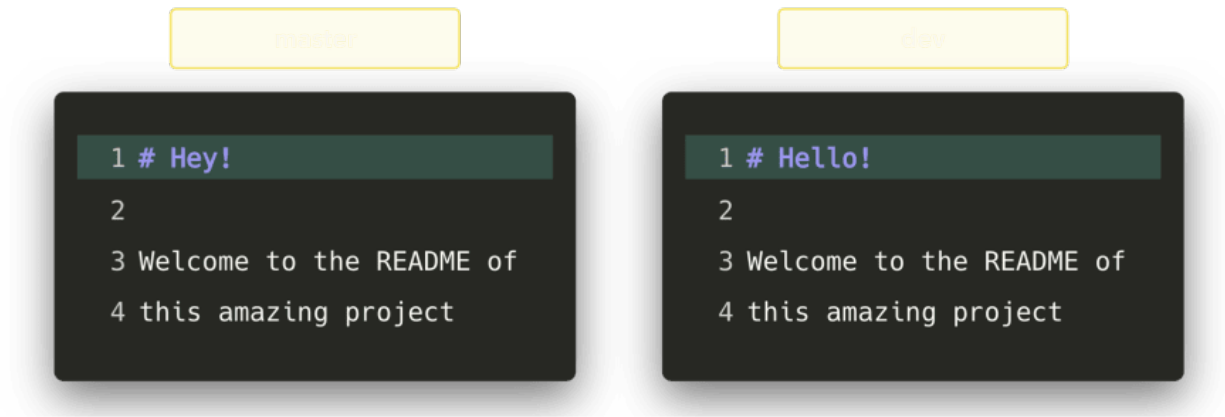 master
dev
1 # Hey!
2
3 Welcome to the README of
4 this amazing project
1 # Hello!
2
3 Welcome to the README of
4 this amazing project